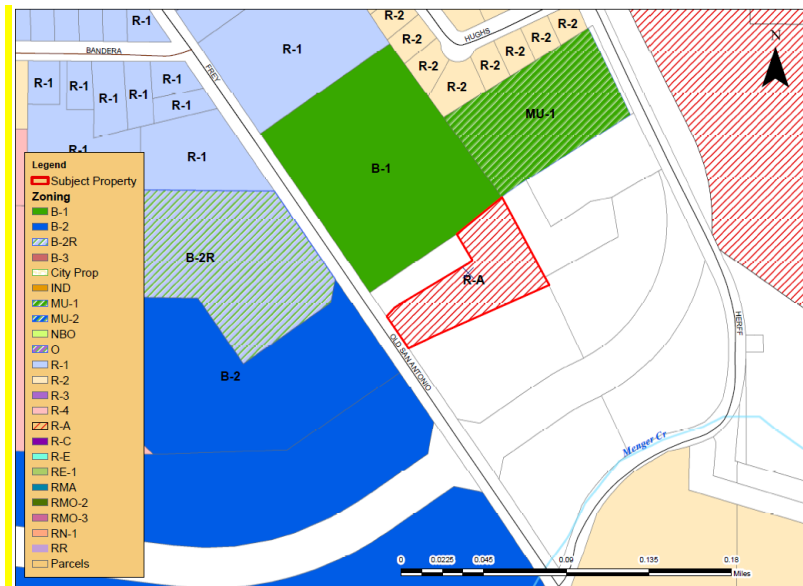 HUGHS
N
R-1
R-1
R-1
R-2
R-2
R-2
R-2
R-2
R-2
R-2
R-2
R-2
BANDERA
FREY
R-1
R-1
R-1
R-1
R-1
R-1
R-1
R-1
MU-1
B-1
R-A
B-2R
B-2
OLD SAN ANTONIO
HERFF
Menger Cr
Legend
Subject Property
Zoning
B-1
B-2
B-2R
B-3
City Prop
IND
MU-1
MU-2
NBO
O
R-1
R-2
R-3
R-4
R-A
R-C
R-E
RE-1
RMA
RMO-2
RMO-3
RN-1
RR
Parcels
0 0.0225 0.045 0.09 0.135 0.18
Miles